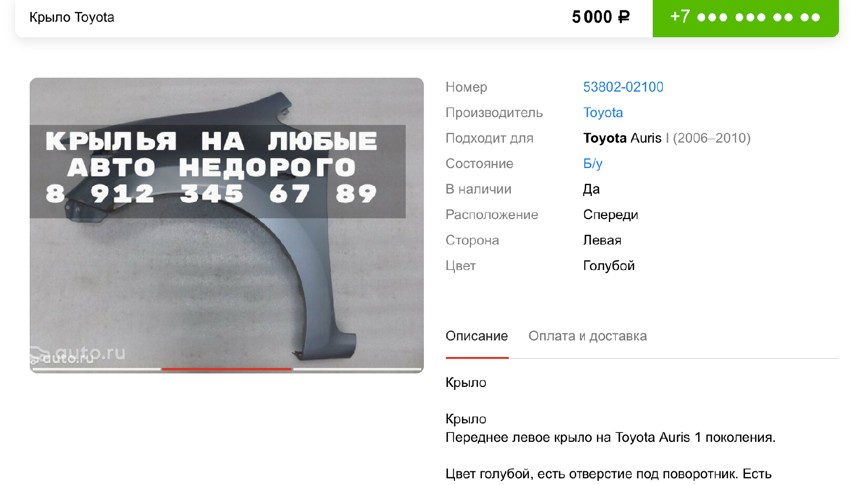 Крыло Toyota
5 000 ₽
+7 ●●● ●●● ●● ●●
КРЫЛЬЯ НА ЛЮБЫЕ
АВТО НЕДОРОГО
8 912 345 67 89
auto.ru
auto.ru
Номер 53802-02100
Производитель Toyota
Подходит для Toyota Auris I (2006–2010)
Состояние Б/у
В наличии Да
Расположение Спереди
Сторона Левая
Цвет Голубой
Описание Оплата и доставка
Крыло
Крыло
Переднее левое крыло на Toyota Auris 1 поколения.
Цвет голубой, есть отверстие под поворотник. Есть